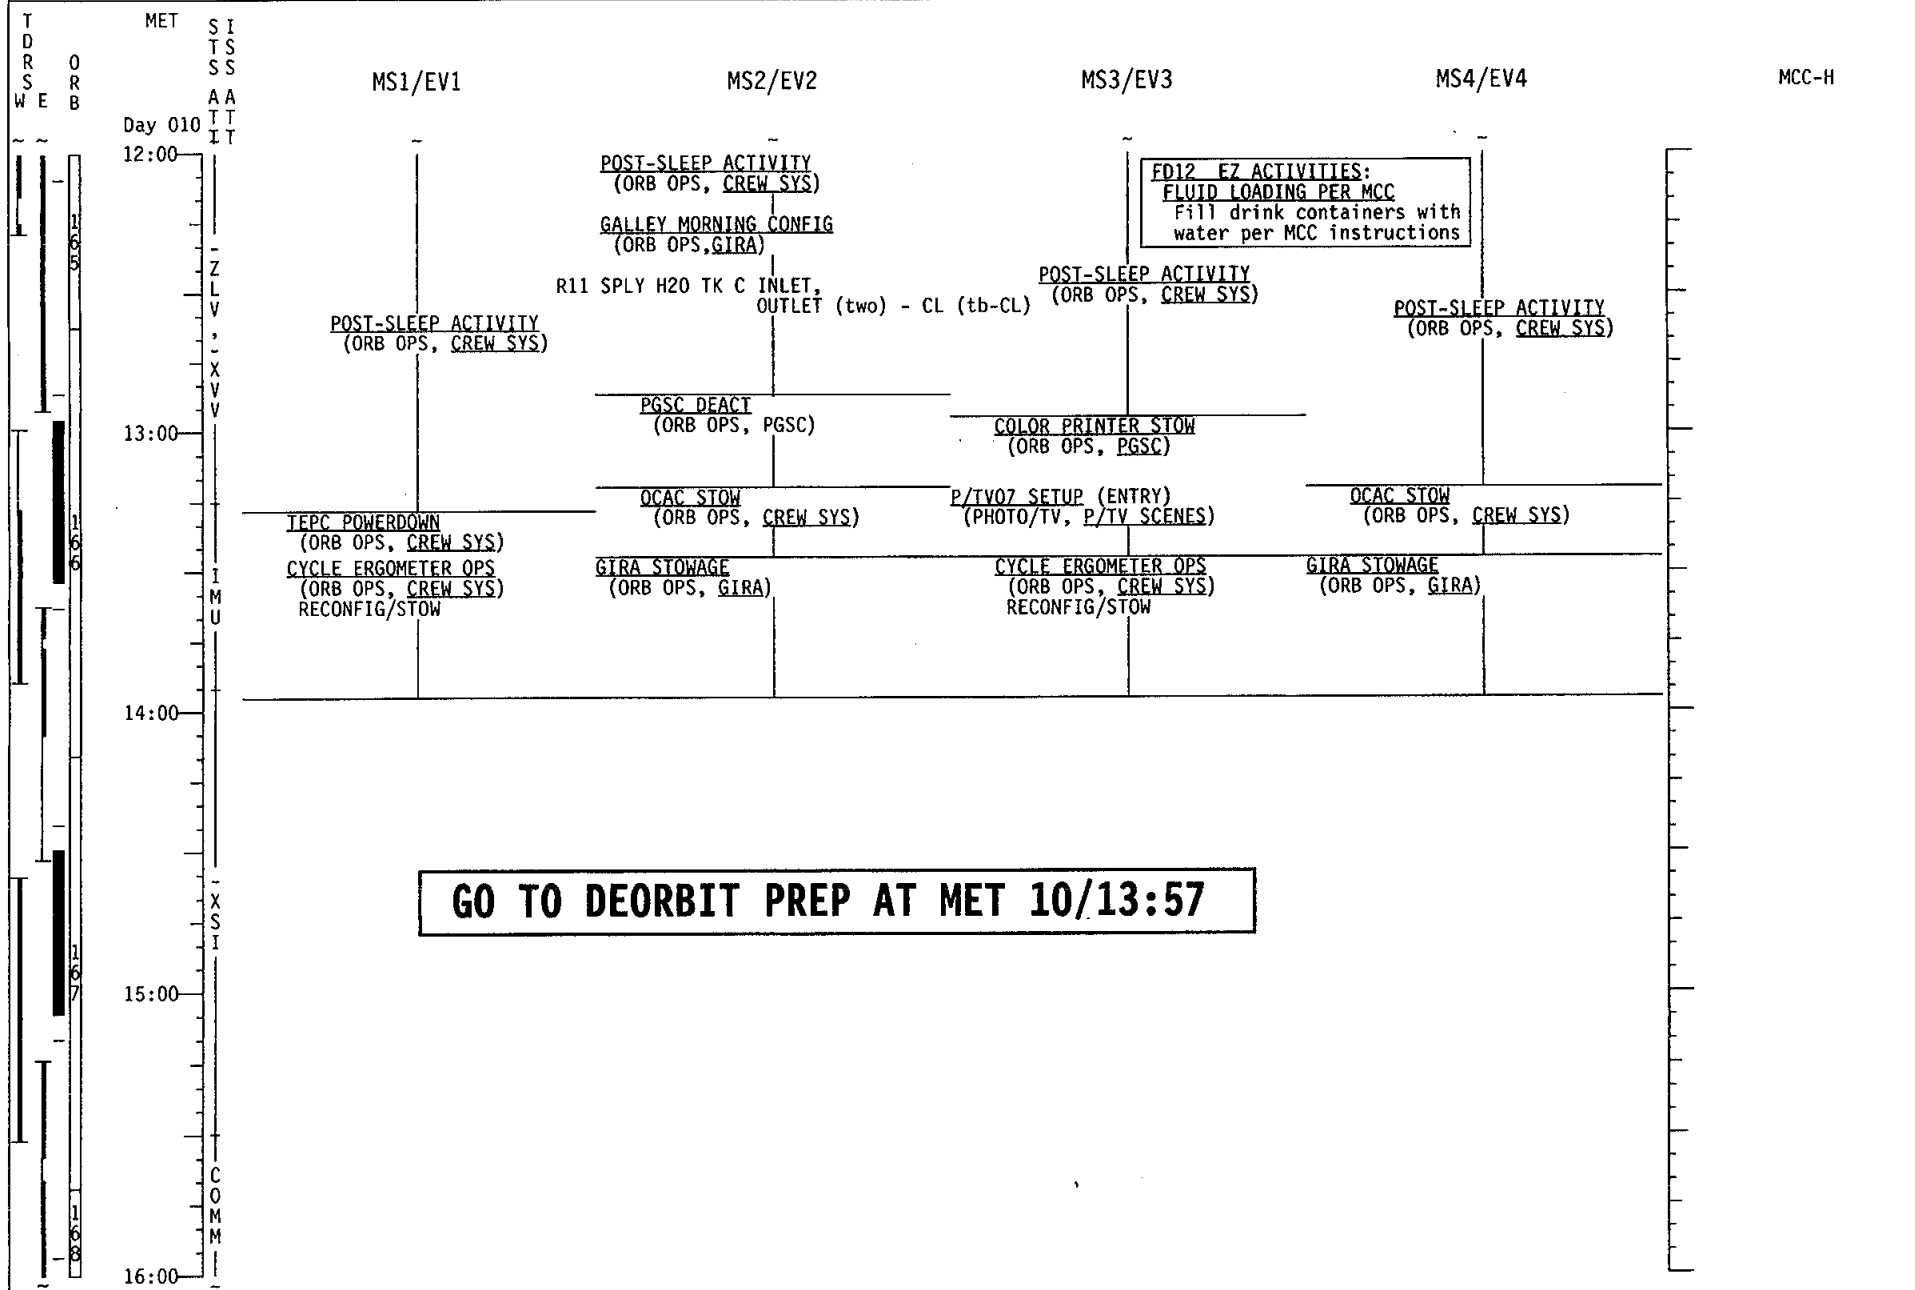 TDRS
W E
ORB
MET
STS ATT
ISS ATT
MS1/EV1
MS2/EV2
MS3/EV3
MS4/EV4
MCC-H
Day 010
12:00
13:00
14:00
15:00
16:00
165
166
167
168
-ZLV,-XVV
IMU
-XSI
COMM
POST-SLEEP ACTIVITY
(ORB OPS, CREW SYS)
TEPC POWERDOWN
(ORB OPS, CREW SYS)
CYCLE ERGOMETER OPS
(ORB OPS, CREW SYS)
RECONFIG/STOW
POST-SLEEP ACTIVITY
(ORB OPS, CREW SYS)
GALLEY MORNING CONFIG
(ORB OPS,GIRA)
R11 SPLY H20 TK C INLET,
OUTLET (two) - CL (tb-CL)
PGSC DEACT
(ORB OPS, PGSC)
OCAC STOW
(ORB OPS, CREW SYS)
GIRA STOWAGE
(ORB OPS, GIRA)
FD12 EZ ACTIVITIES:
FLUID LOADING PER MCC
Fill drink containers with
water per MCC instructions
POST-SLEEP ACTIVITY
(ORB OPS, CREW SYS)
COLOR PRINTER STOW
(ORB OPS, PGSC)
P/TV07 SETUP (ENTRY)
(PHOTO/TV, P/TV SCENES)
CYCLE ERGOMETER OPS
(ORB OPS, CREW SYS)
RECONFIG/STOW
POST-SLEEP ACTIVITY
(ORB OPS, CREW SYS)
OCAC STOW
(ORB OPS, CREW SYS)
GIRA STOWAGE
(ORB OPS, GIRA)
GO TO DEORBIT PREP AT MET 10/13:57